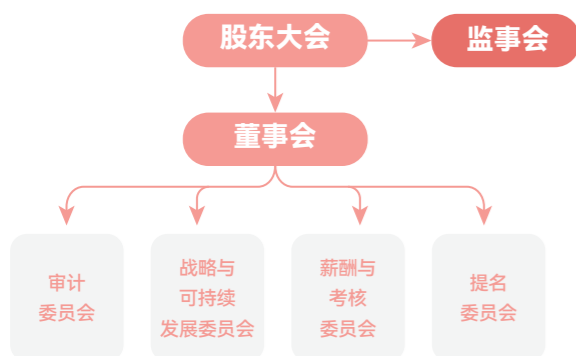 股东大会
监事会
董事会
审计
委员会
战略与
可持续
发展委员会
薪酬与
考核
委员会
提名
委员会